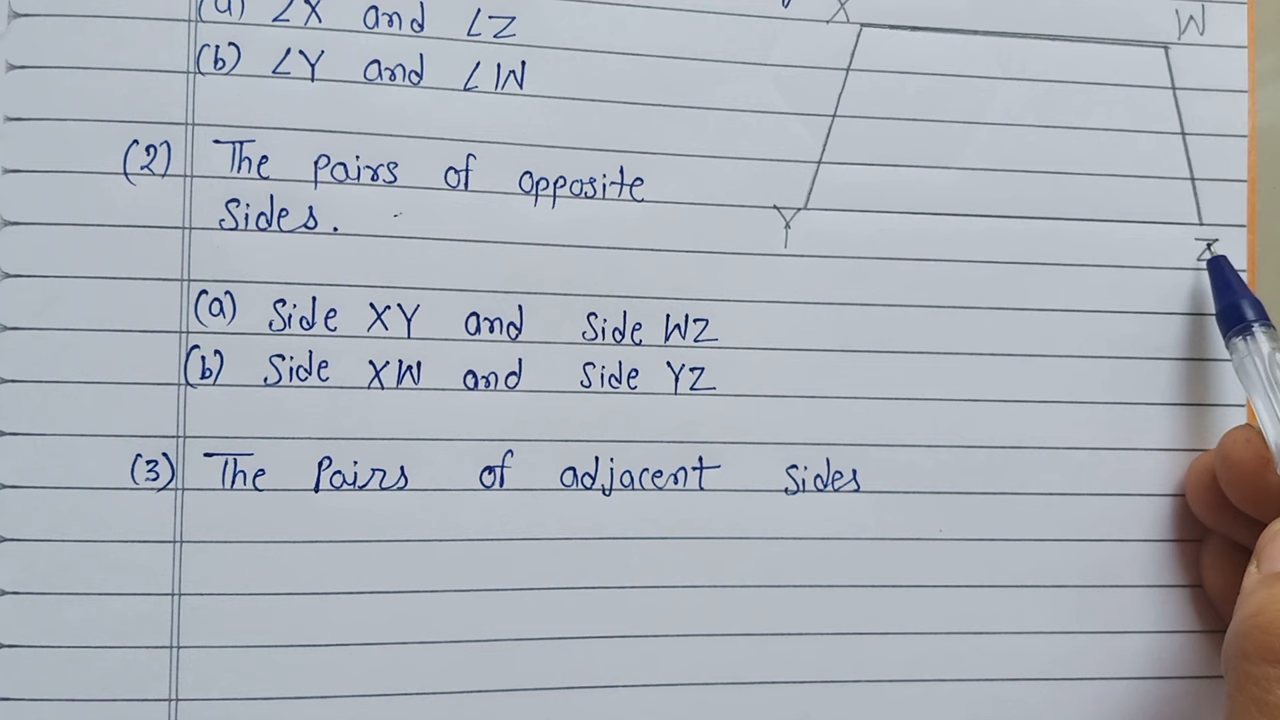 (a) ∠X and ∠Z
(b) ∠Y and ∠W
(2) The pairs of opposite
Sides.
(a) Side XY and Side WZ
(b) Side XW and Side YZ
(3) The Pairs of adjacent Sides
X
W
Y
Z